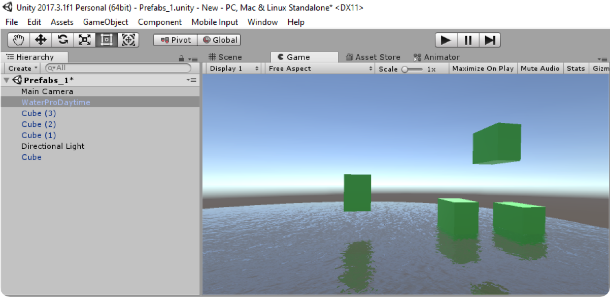 Unity 2017.3.1f1 Personal (64bit) - Prefabs_1.unity - New - PC, Mac & Linux Standalone* <DX11>
File Edit Assets GameObject Component Mobile Input Window Help
Pivot Global
Hierarchy Scene Game Asset Store Animator
Create All Display 1 Free Aspect Scale 1x Maximize On Play Mute Audio Stats Gizm
Prefabs_1*
Main Camera
WaterProDaytime
Cube (3)
Cube (2)
Cube (1)
Directional Light
Cube